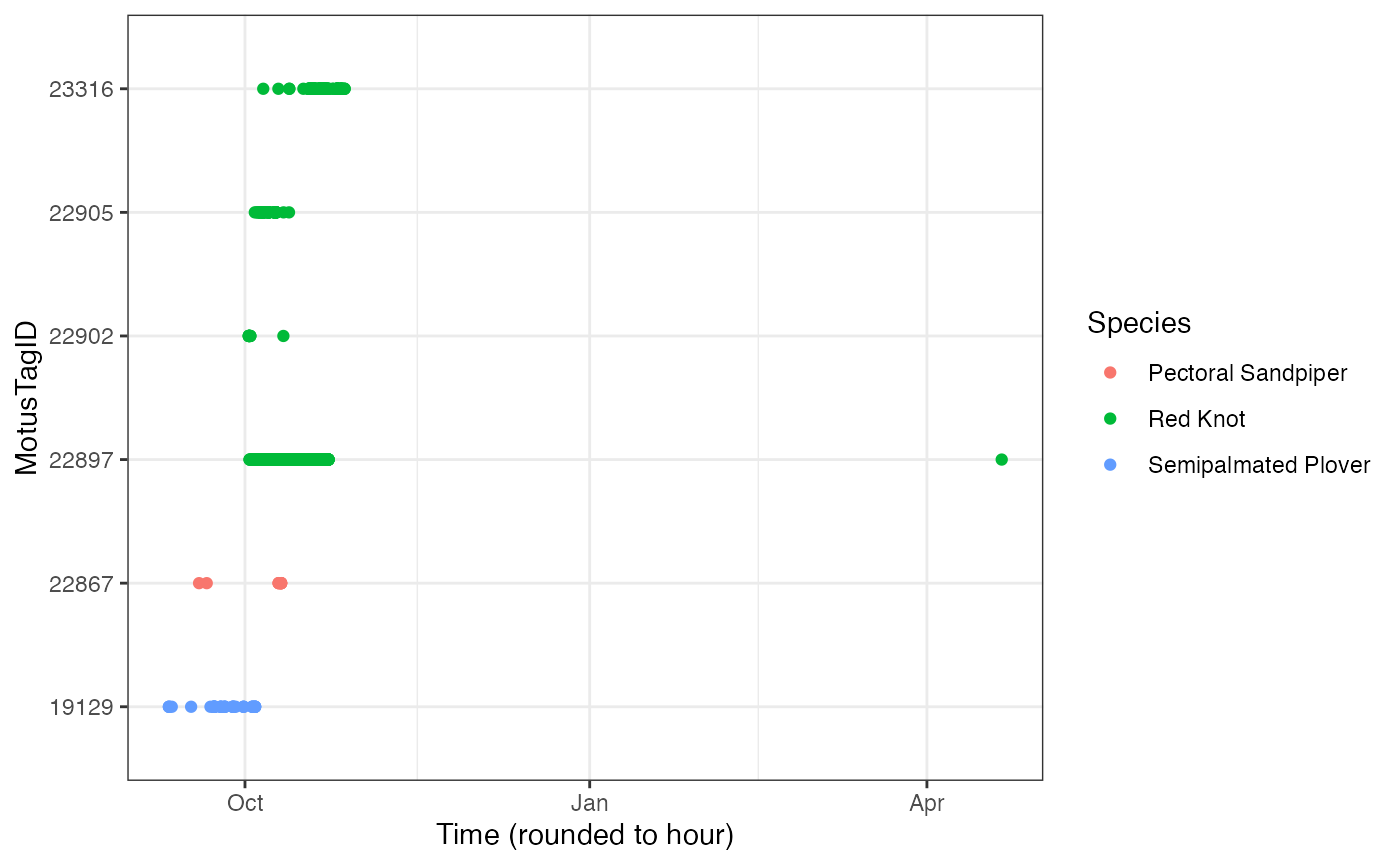 23316
22905
22902
22897
22867
19129
MotusTagID
Oct
Jan
Apr
Time (rounded to hour)
Species
Pectoral Sandpiper
Red Knot
Semipalmated Plover